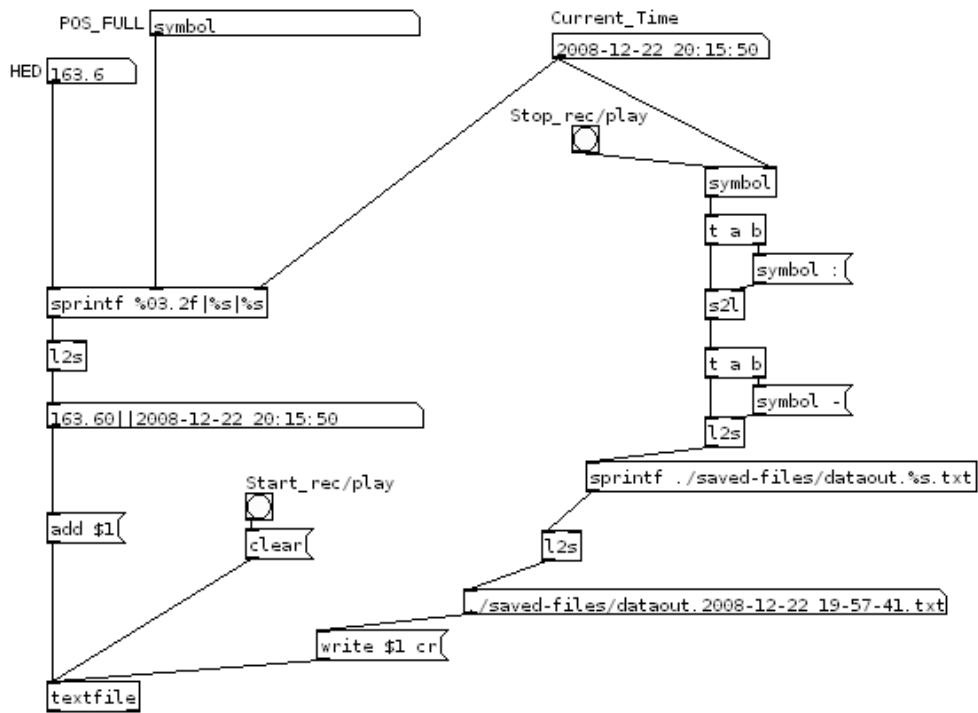 Current_Time
POS_FULL symbol
2008-12-22 20:15:50
HED 163.6
Stop_rec/play
symbol
t a b
symbol :
sprintf %03.2f|%s|%s
s2l
l2s
t a b
symbol -
163.60||2008-12-22 20:15:50
l2s
sprintf ./saved-files/dataout.%s.txt
Start_rec/play
add $1
clear
l2s
./saved-files/dataout.2008-12-22 19-57-41.txt
write $1 cr
textfile